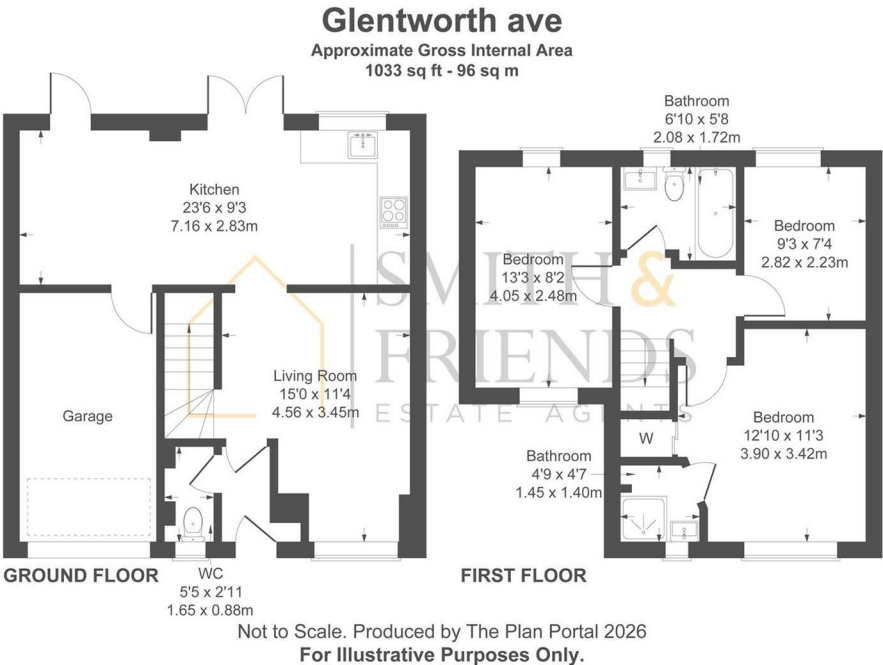 Glentworth ave
Approximate Gross Internal Area
1033 sq ft - 96 sq m
Kitchen
23'6 x 9'3
7.16 x 2.83m
Garage
Living Room
15'0 x 11'4
4.56 x 3.45m
WC
5'5 x 2'11
1.65 x 0.88m
GROUND FLOOR
Bathroom
6'10 x 5'8
2.08 x 1.72m
Bedroom
13'3 x 8'2
4.05 x 2.48m
Bedroom
9'3 x 7'4
2.82 x 2.23m
Bedroom
12'10 x 11'3
3.90 x 3.42m
W
Bathroom
4'9 x 4'7
1.45 x 1.40m
FIRST FLOOR
SMITH &
FRIENDS
ESTATE AGENTS
Not to Scale. Produced by The Plan Portal 2026
For Illustrative Purposes Only.